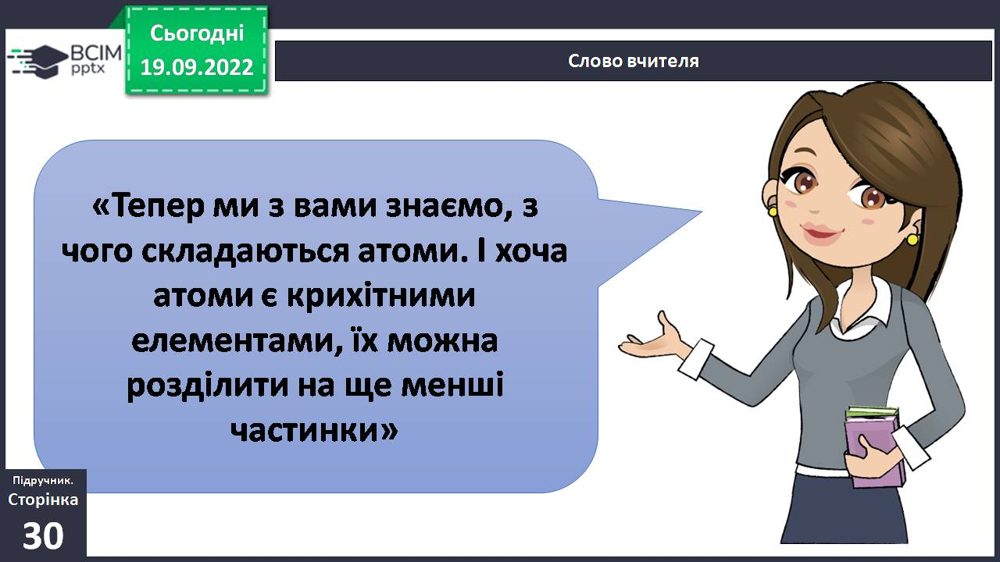 Сьогодні
19.09.2022
BCIM
pptx
Слово вчителя
«Тепер ми з вами знаємо, з
чого складаються атоми. І хоча
атоми є крихітними
елементами, їх можна
розділити на ще менші
частинки»
Підручник.
Сторінка
30